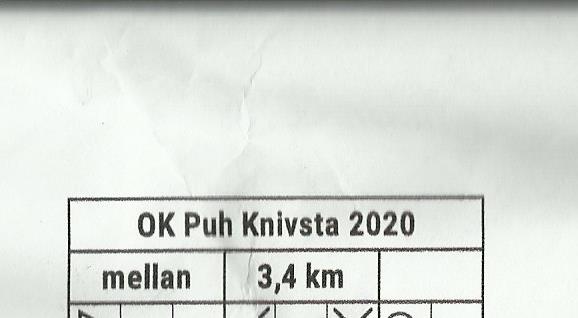 OK Puh Knivsta 2020
mellan 3,4 km